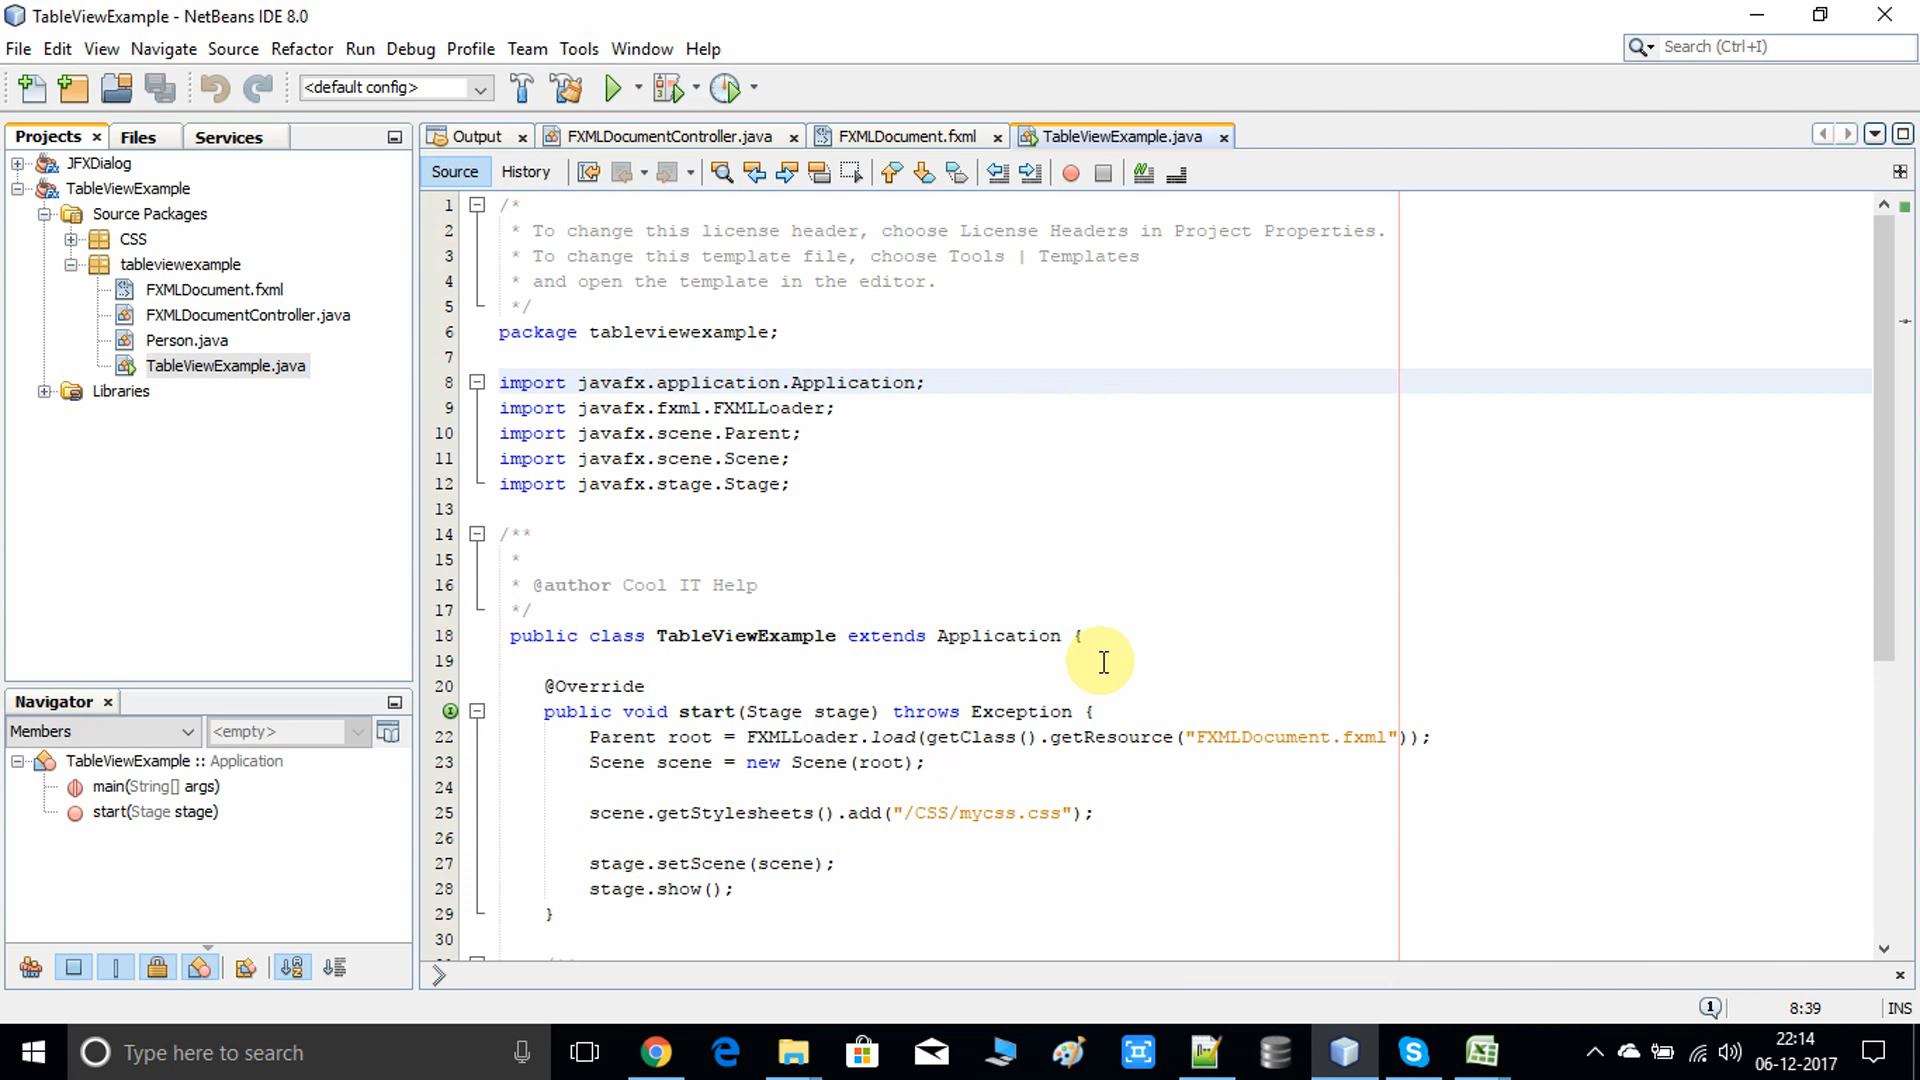 TableViewExample - NetBeans IDE 8.0
File Edit View Navigate Source Refactor Run Debug Profile Team Tools Window Help
Search (Ctrl+I)
<default config>
Projects Files Services
Output FXMLDocumentController.java FXMLDocument.fxml TableViewExample.java
JFXDialog
TableViewExample
Source Packages
CSS
tableviewexample
FXMLDocument.fxml
FXMLDocumentController.java
Person.java
TableViewExample.java
Libraries
Source History
1 /*
2 * To change this license header, choose License Headers in Project Properties.
3 * To change this template file, choose Tools | Templates
4 * and open the template in the editor.
5 */
6 package tableviewexample;
7
8 import javafx.application.Application;
9 import javafx.fxml.FXMLLoader;
10 import javafx.scene.Parent;
11 import javafx.scene.Scene;
12 import javafx.stage.Stage;
13
14 /**
15 *
16 * @author Cool IT Help
17 */
18 public class TableViewExample extends Application {
19
20 @Override
public void start(Stage stage) throws Exception {
22 Parent root = FXMLLoader.load(getClass().getResource("FXMLDocument.fxml"));
23 Scene scene = new Scene(root);
24
25 scene.getStylesheets().add("/CSS/mycss.css");
26
27 stage.setScene(scene);
28 stage.show();
29 }
30
Navigator
Members <empty>
TableViewExample :: Application
main(String[] args)
start(Stage stage)
1 8:39 INS
Type here to search
22:14
06-12-2017